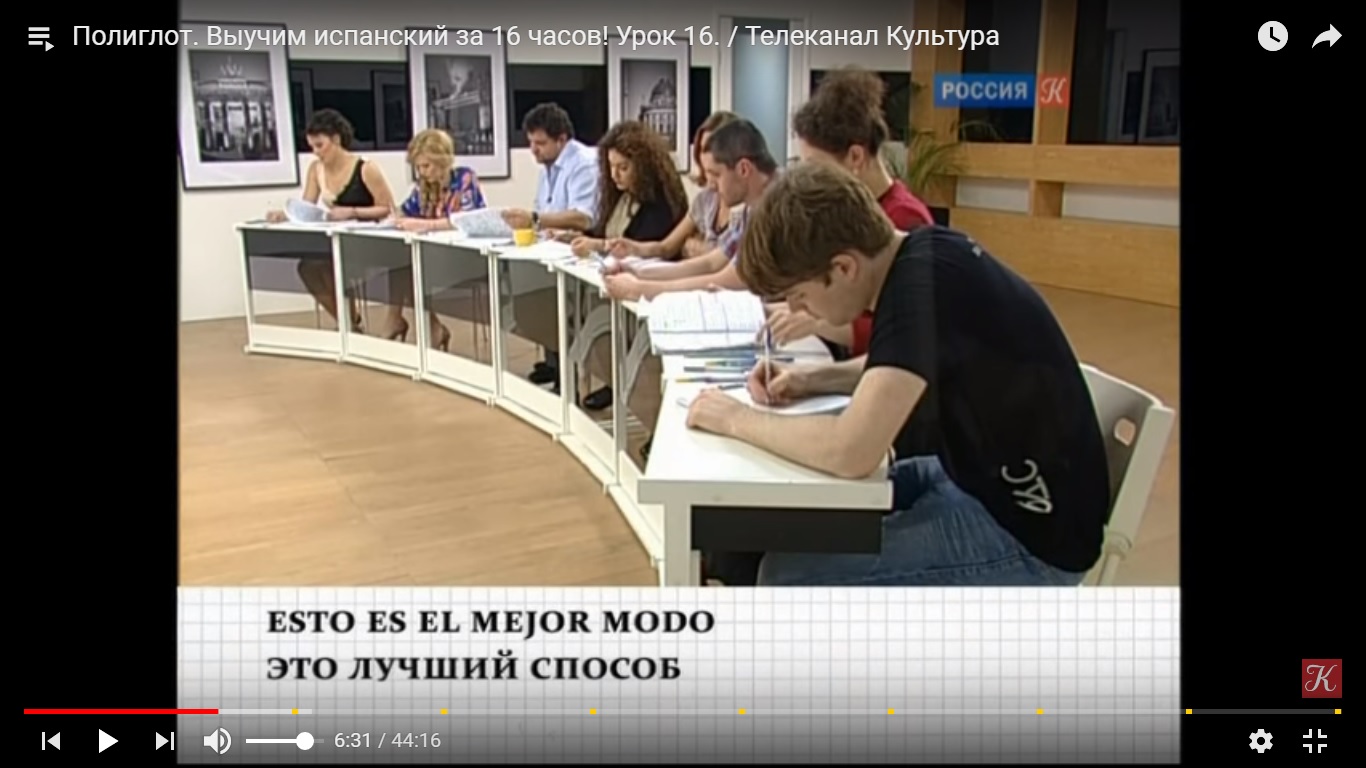 Полиглот. Выучим испанский за 16 часов! Урок 16. / Телеканал Культура
РОССИЯ К
ESTO ES EL MEJOR MODO
ЭТО ЛУЧШИЙ СПОСОБ
К
6:31 / 44:16